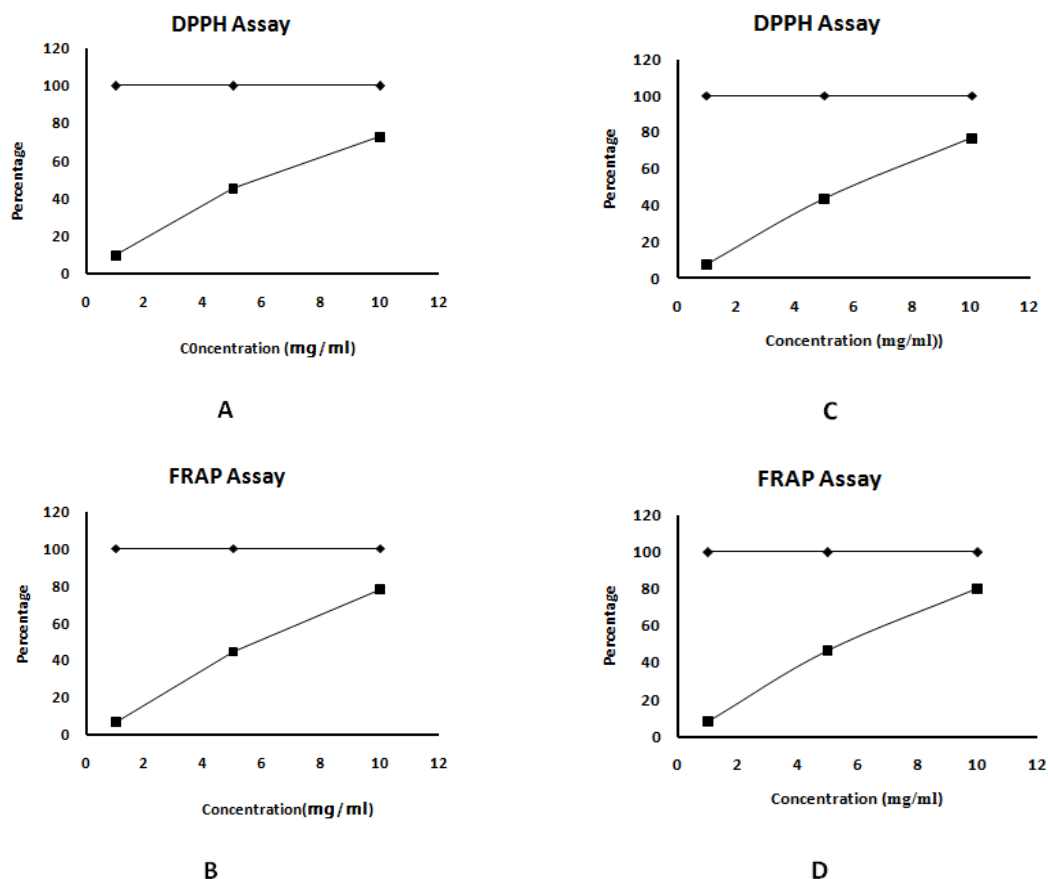 DPPH Assay
120
100
80
60
40
20
0
Percentage
0 2 4 6 8 10 12
C0ncentration (mg/ml)
A
DPPH Assay
120
100
80
60
40
20
0
Percentage
0 2 4 6 8 10 12
Concentration (mg/ml))
C
FRAP Assay
120
100
80
60
40
20
0
Percentage
0 2 4 6 8 10 12
Concentration(mg/ml)
B
FRAP Assay
120
100
80
60
40
20
0
Percentage
0 2 4 6 8 10 12
Concentration (mg/ml)
D